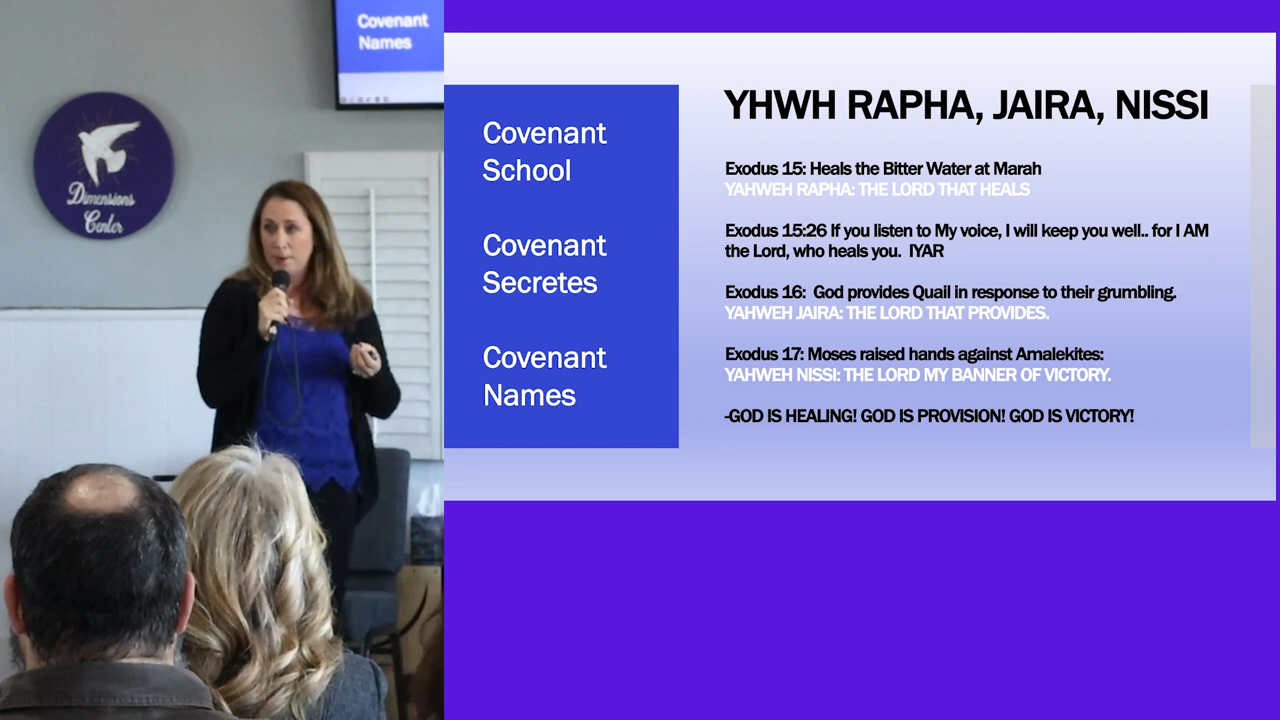 Covenant
Names
Dimensions
Center
Covenant
School
Covenant
Secretes
Covenant
Names
YHWH RAPHA, JAIRA, NISSI
Exodus 15: Heals the Bitter Water at Marah
YAHWEH RAPHA: THE LORD THAT HEALS
Exodus 15:26 If you listen to My voice, I will keep you well.. for I AM
the Lord, who heals you.  IYAR
Exodus 16:  God provides Quail in response to their grumbling.
YAHWEH JAIRA: THE LORD THAT PROVIDES.
Exodus 17: Moses raised hands against Amalekites:
YAHWEH NISSI: THE LORD MY BANNER OF VICTORY.
-GOD IS HEALING! GOD IS PROVISION! GOD IS VICTORY!